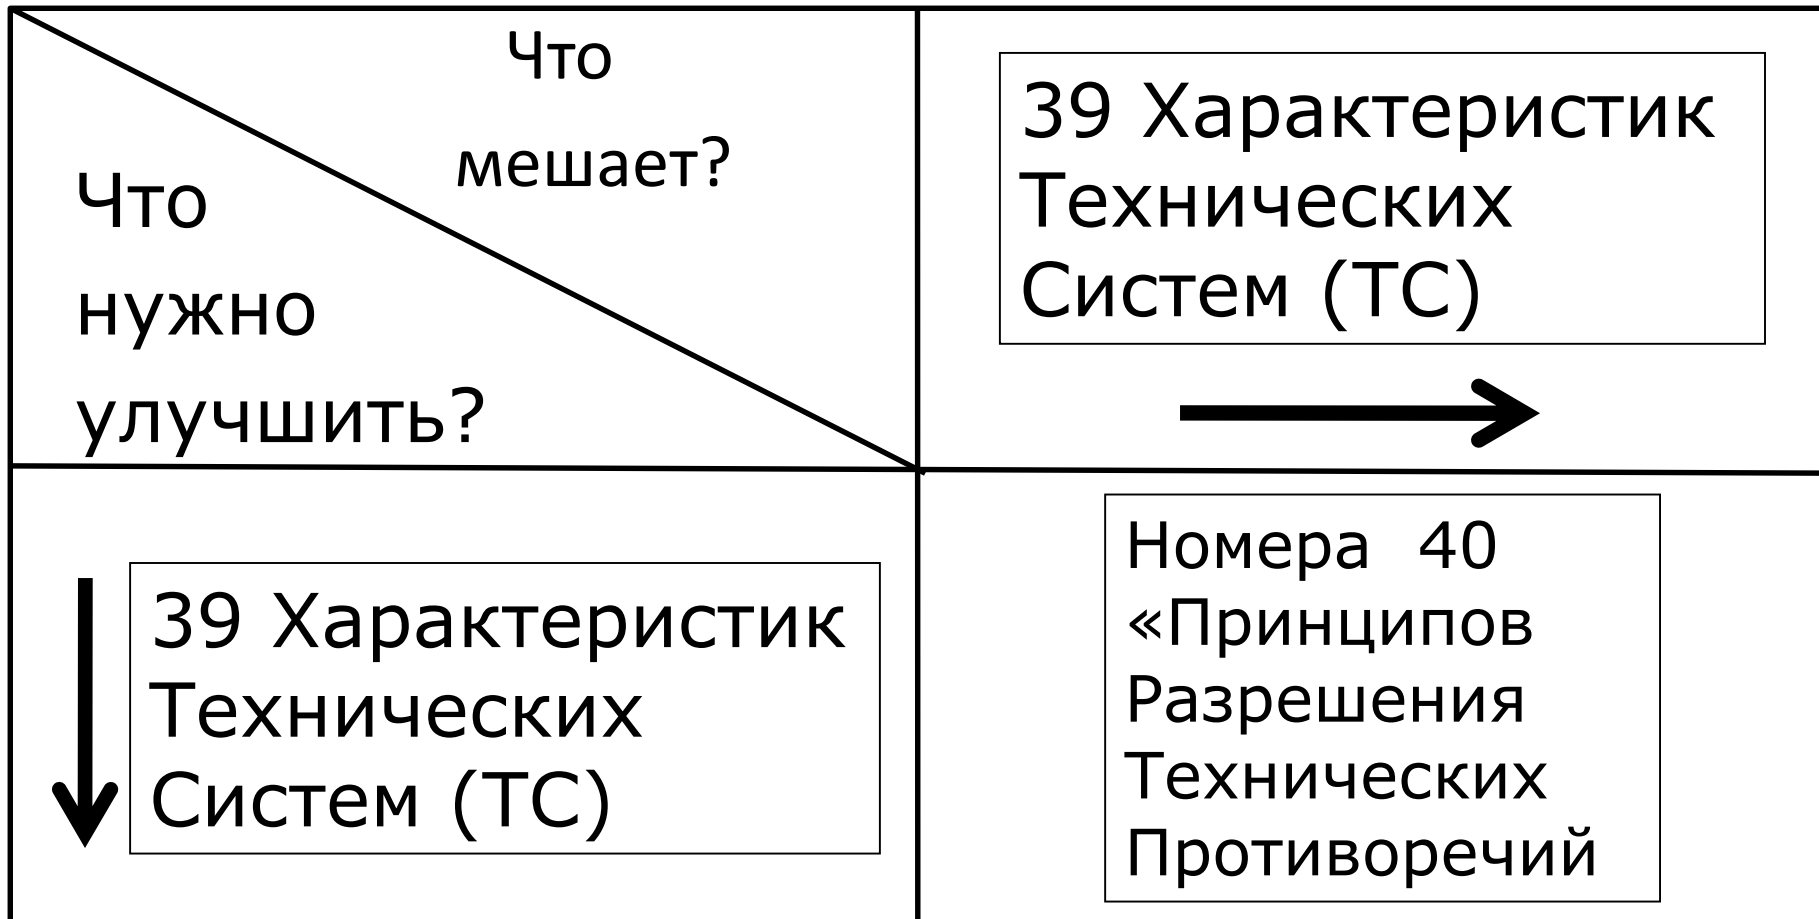 Что
мешает?
Что
нужно
улучшить?
39 Характеристик
Технических
Систем (ТС)
39 Характеристик
Технических
Систем (ТС)
Номера 40
«Принципов
Разрешения
Технических
Противоречий